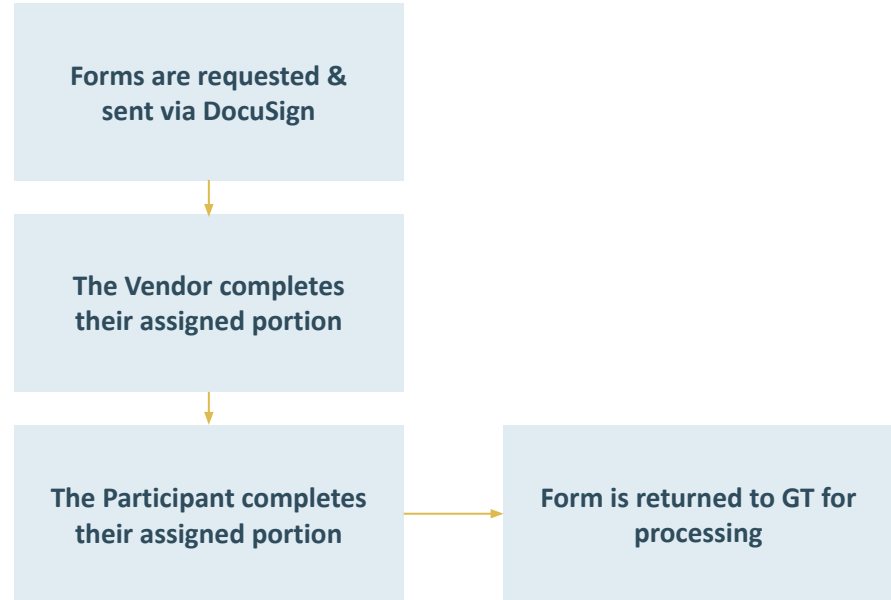 Forms are requested &
sent via DocuSign
The Vendor completes
their assigned portion
The Participant completes
their assigned portion
Form is returned to GT for
processing